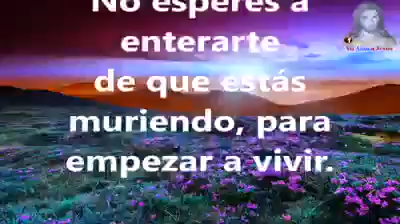 No esperes a
enterarte
de que estás
muriendo, para
empezar a vivir.